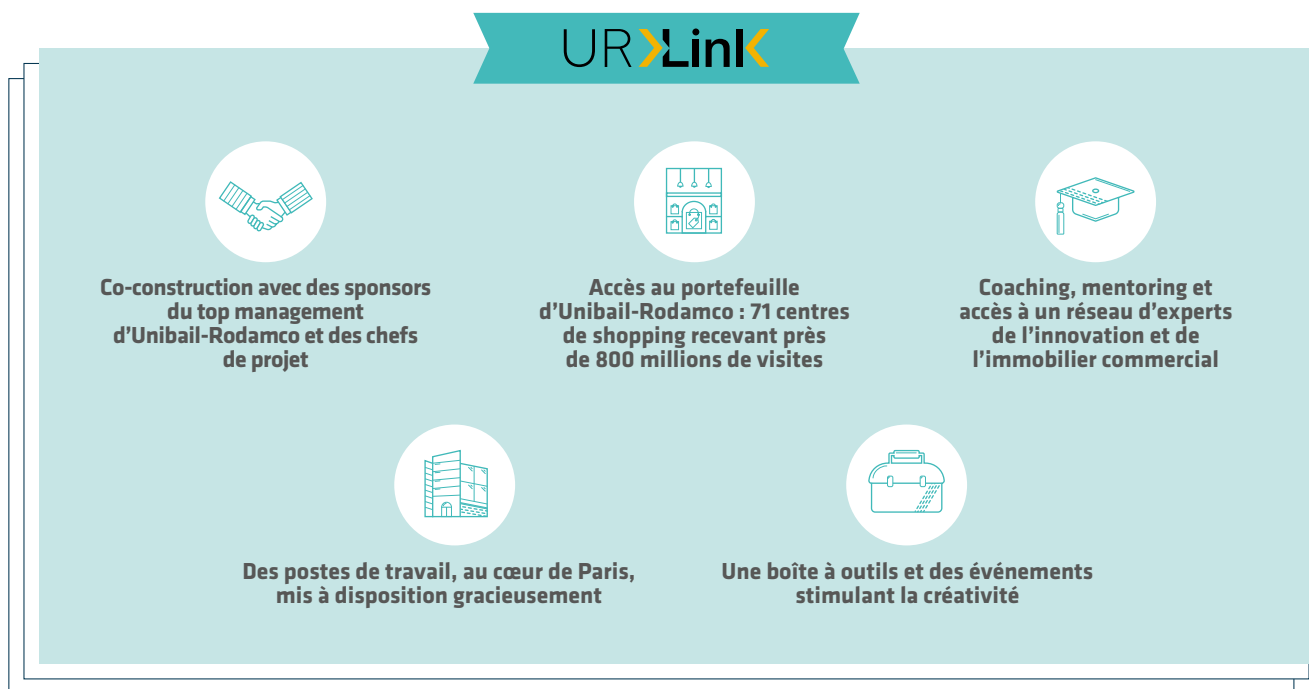 UR Link
Co-construction avec des sponsors
du top management
d'Unibail-Rodamco et des chefs
de projet
Accès au portefeuille
d'Unibail-Rodamco : 71 centres
de shopping recevant près
de 800 millions de visites
Coaching, mentoring et
accès à un réseau d'experts
de l'innovation et de
l'immobilier commercial
Des postes de travail, au cœur de Paris,
mis à disposition gracieusement
Une boîte à outils et des événements
stimulant la créativité